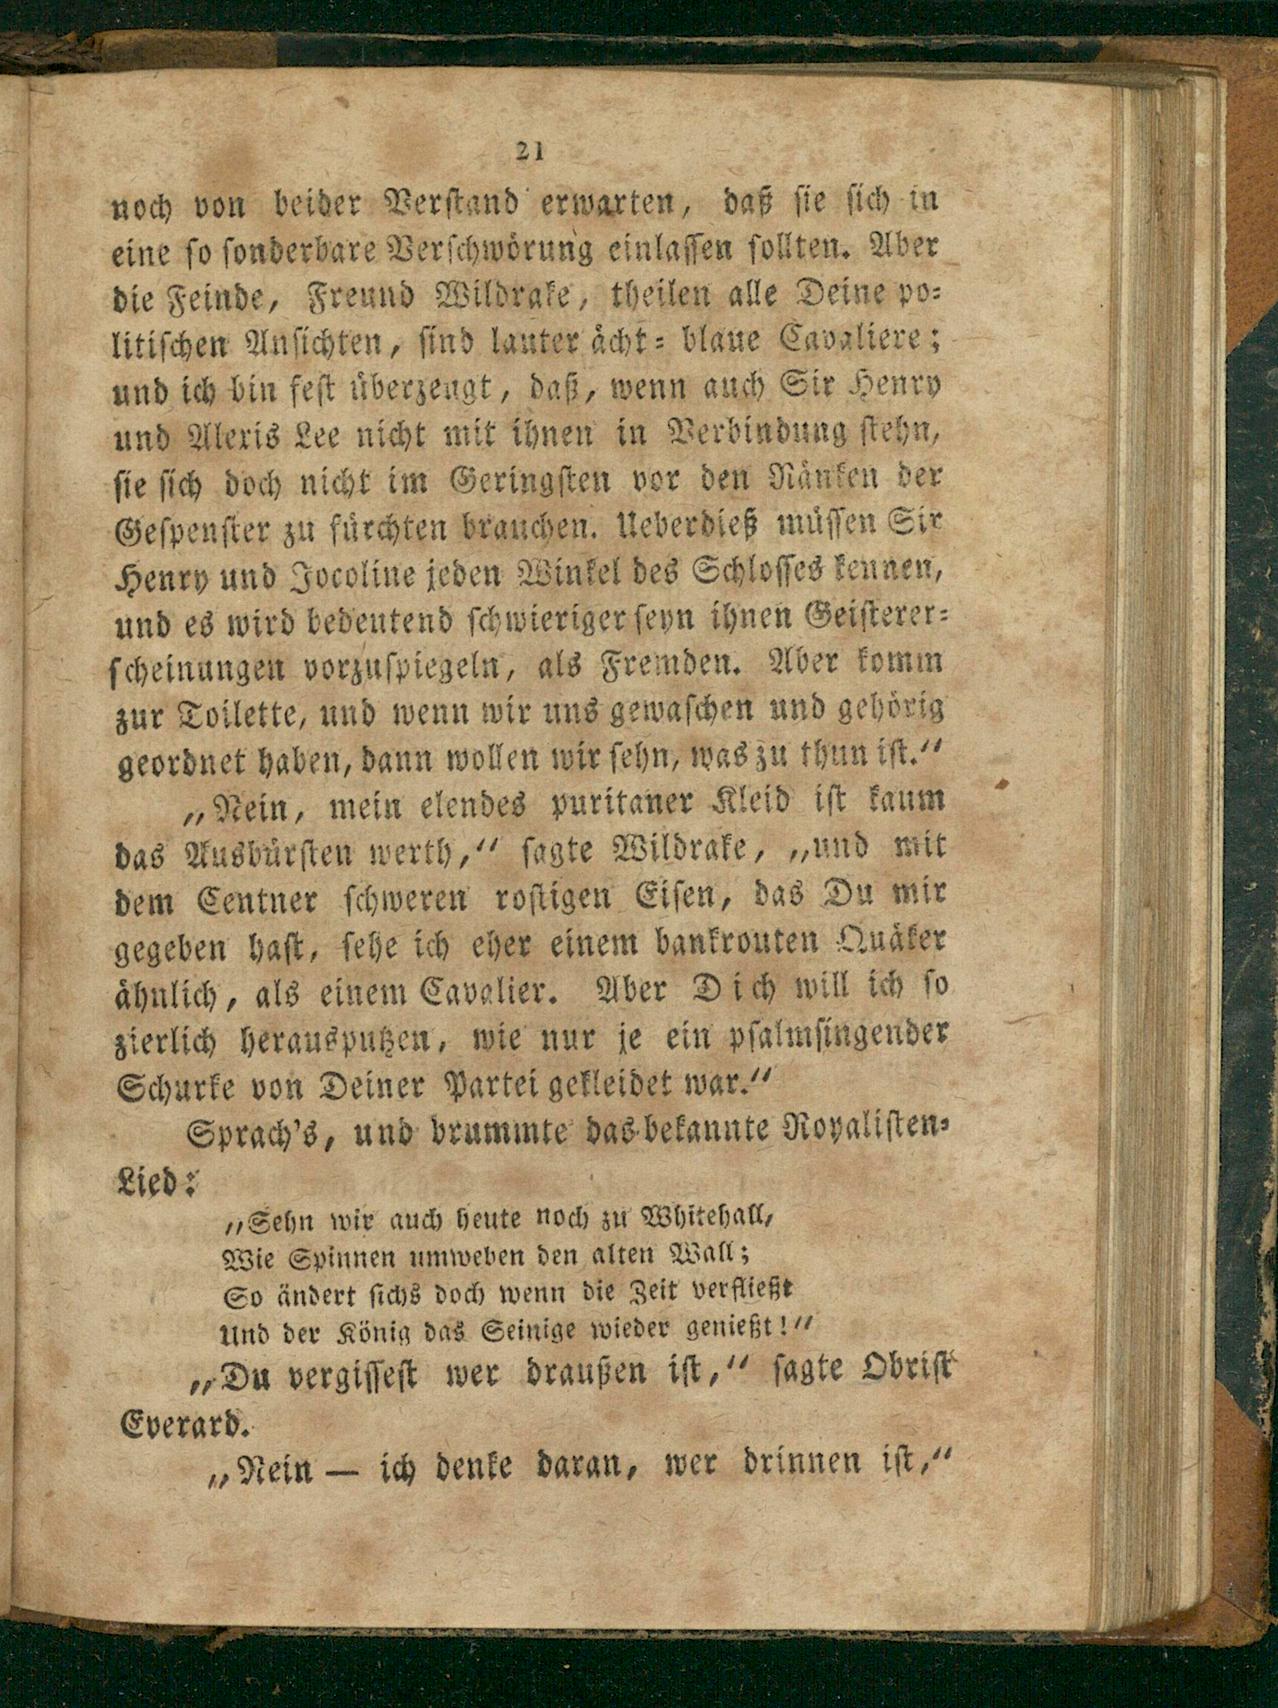 21
noch von beider Verstand erwarten, daß sie sich in
eine so sonderbare Verschwörung einlassen sollten. Aber
die Feinde, Freund Wildrake, theilen alle Deine po-
litischen Ansichten, sind lauter ächt- blaue Cavaliere;
und ich bin fest überzeugt, daß, wenn auch Sir Henry
und Alexis Lee nicht mit ihnen in Verbindung stehn,
sie sich doch nicht im Geringsten vor den Ränken der
Gespenster zu fürchten brauchen. Ueberdieß müssen Sir
Henry und Jocoline jeden Winkel des Schlosses kennen,
und es wird bedeutend schwieriger seyn ihnen Geisterer-
scheinungen vorzuspiegeln, als Fremden. Aber komm
zur Toilette, und wenn wir uns gewaschen und gehörig
geordnet haben, dann wollen wir sehn, was zu thun ist.“
„Nein, mein elendes puritaner Kleid ist kaum
das Ausbürsten werth,“ sagte Wildrake, „und mit
dem Centner schweren rostigen Eisen, das Du mir
gegeben hast, sehe ich eher einem bankrouten Quäker
ähnlich, als einem Cavalier. Aber Dich will ich so
zierlich herausputzen, wie nur je ein psalmsingender
Schurke von Deiner Partei gekleidet war.“
Sprach's, und brummte das bekannte Royalisten-
Lied:
„Sehn wir auch heute noch zu Whitehall,
Wie Spinnen umweben den alten Wall;
So ändert sichs doch wenn die Zeit verfließt
Und der König das Seinige wieder genießt!“
„Du vergissest wer draußen ist,“ sagte Obrist
Everard.
„Nein — ich denke daran, wer drinnen ist,“